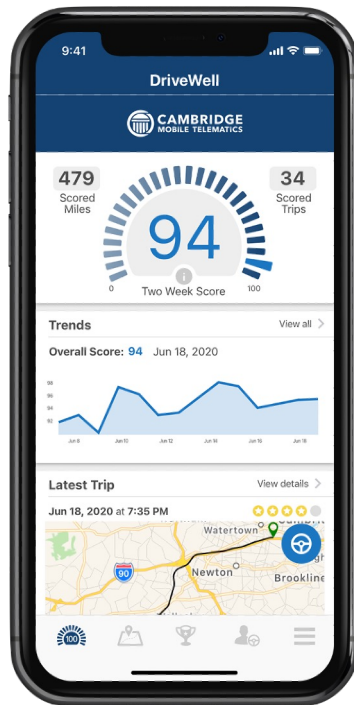 9:41
DriveWell
CAMBRIDGE
MOBILE TELEMATICS
479
Scored
Miles
34
Scored
Trips
94
i
0
Two Week Score
100
Trends
View all
Overall Score: 94 Jun 18, 2020
98
96
94
92
Jun 8
Jun 10
Jun 12
Jun 14
Jun 16
Jun 18
Latest Trip
View details
Jun 18, 2020 at 7:35 PM
Watertown
90
Newton
Brookline
100